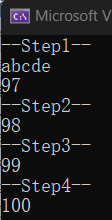 Microsoft V
--Step1--
abcde
97
--Step2--
98
--Step3--
99
--Step4--
100